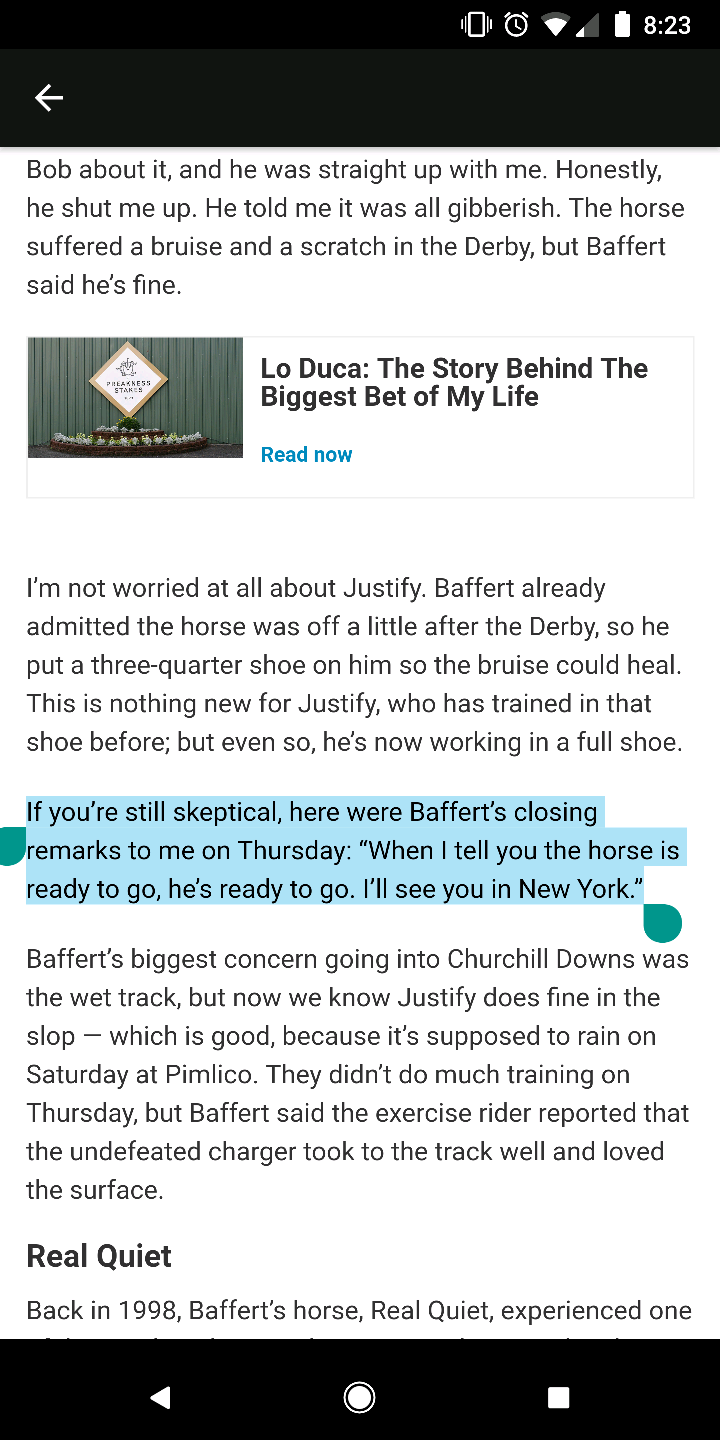 8:23
Bob about it, and he was straight up with me. Honestly,
he shut me up. He told me it was all gibberish. The horse
suffered a bruise and a scratch in the Derby, but Baffert
said he’s fine.
PREAKNESS
STAKES
Lo Duca: The Story Behind The
Biggest Bet of My Life
Read now
I’m not worried at all about Justify. Baffert already
admitted the horse was off a little after the Derby, so he
put a three-quarter shoe on him so the bruise could heal.
This is nothing new for Justify, who has trained in that
shoe before; but even so, he’s now working in a full shoe.
If you’re still skeptical, here were Baffert’s closing
remarks to me on Thursday: “When I tell you the horse is
ready to go, he’s ready to go. I’ll see you in New York.”
Baffert’s biggest concern going into Churchill Downs was
the wet track, but now we know Justify does fine in the
slop — which is good, because it’s supposed to rain on
Saturday at Pimlico. They didn’t do much training on
Thursday, but Baffert said the exercise rider reported that
the undefeated charger took to the track well and loved
the surface.
Real Quiet
Back in 1998, Baffert’s horse, Real Quiet, experienced one